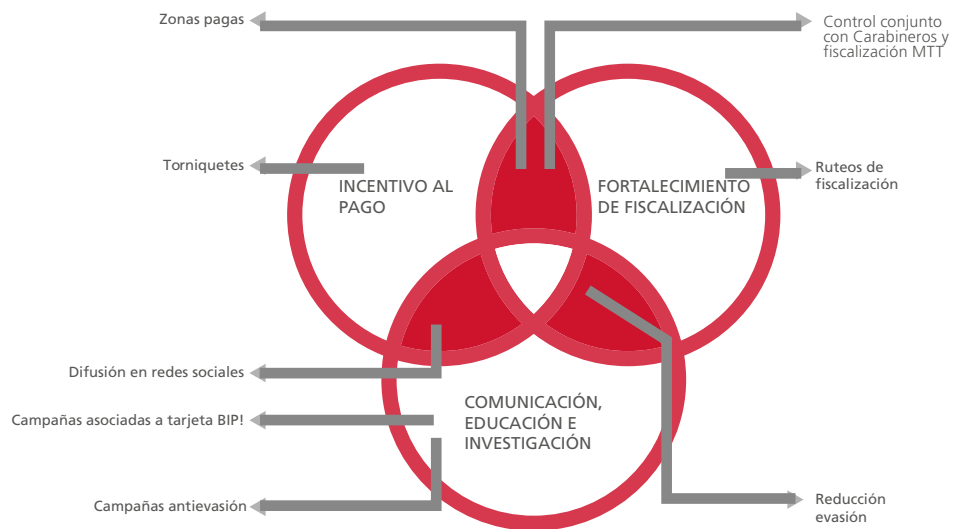 Zonas pagas
Control conjunto
con Carabineros y
fiscalización MTT
Torniquetes
INCENTIVO AL
PAGO
FORTALECIMIENTO
DE FISCALIZACIÓN
Ruteos de
fiscalización
Difusión en redes sociales
Campañas asociadas a tarjeta BIP!
COMUNICACIÓN,
EDUCACIÓN E
INVESTIGACIÓN
Campañas antievasión
Reducción
evasión